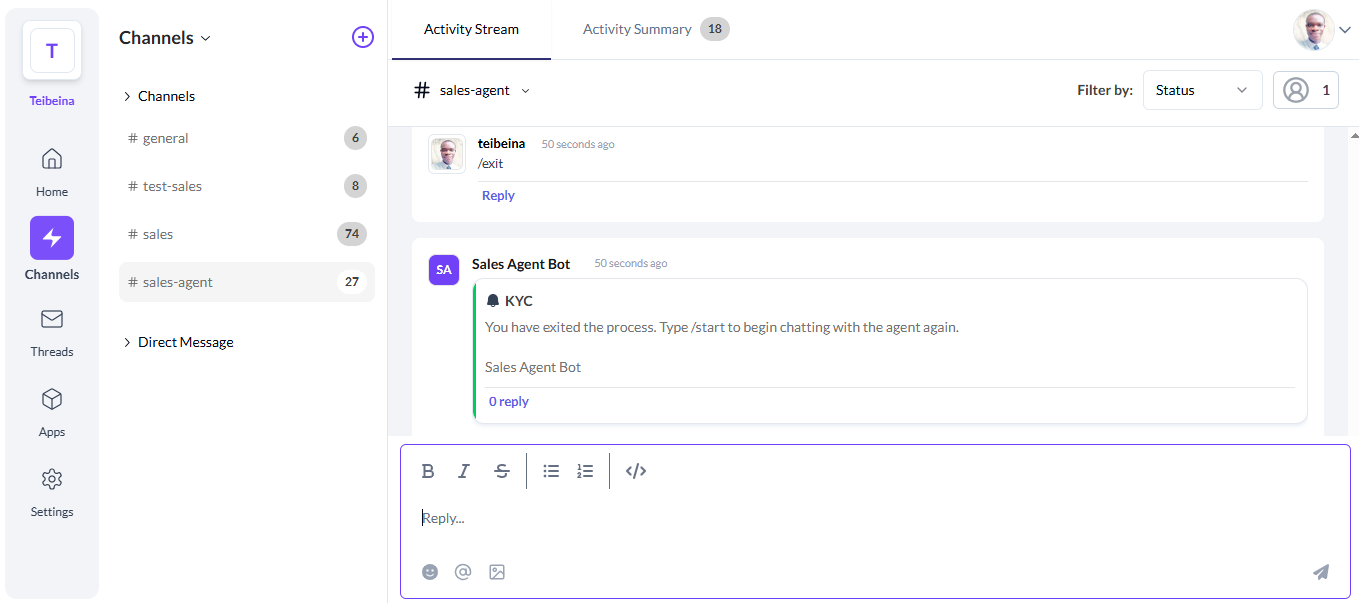 T
Teibeina
Home
Channels
Threads
Apps
Settings
Channels
Channels
# general 6
# test-sales 8
# sales 74
# sales-agent 27
Direct Message
Activity Stream
Activity Summary 18
# sales-agent
Filter by: Status 1
teibeina 50 seconds ago
/exit
Reply
SA
Sales Agent Bot 50 seconds ago
KYC
You have exited the process. Type /start to begin chatting with the agent again.
Sales Agent Bot
0 reply
Reply...